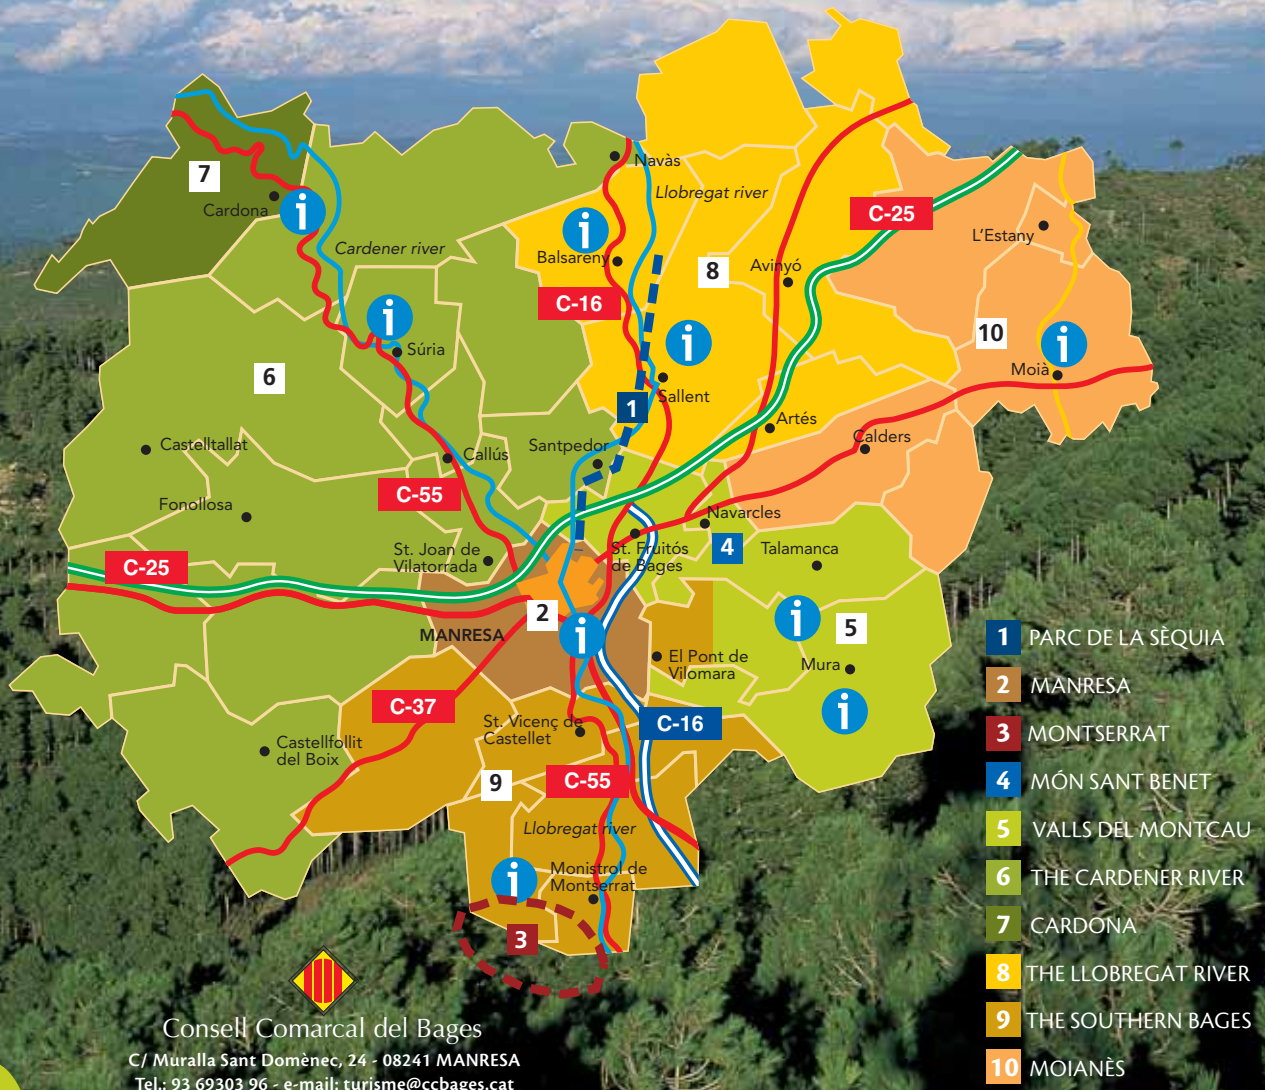 Navàs
Llobregat river
7
Cardona
C-25
L'Estany
Cardener river
Balsareny
8
Avinyó
C-16
10
Súria
Moià
6
1
Sallent
Artés
Castelltallat
Callús
Santpedor
Calders
C-55
Fonollosa
Navarcles
St. Joan de
Vilatorrada
St. Fruitós
de Bages
4
Talamanca
C-25
2
MANRESA
5
El Pont de
Vilomara
Mura
C-37
St. Vicenç de
Castellet
C-16
Castellfollit
del Boix
9
C-55
Llobregat river
Monistrol de
Montserrat
3
1 PARC DE LA SÈQUIA
2 MANRESA
3 MONTSERRAT
4 MÓN SANT BENET
5 VALLS DEL MONTCAU
6 THE CARDENER RIVER
7 CARDONA
8 THE LLOBREGAT RIVER
9 THE SOUTHERN BAGES
10 MOIANÈS
Consell Comarcal del Bages
C/ Muralla Sant Domènec, 24 - 08241 MANRESA
Tel.: 93 69303 96 - e-mail: turisme@ccbages.cat